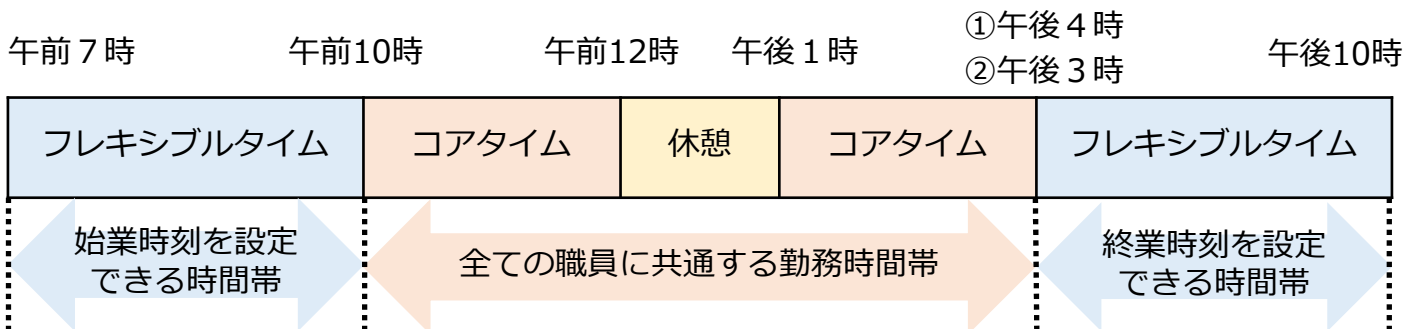 ①午後４時
午前７時 午前10時 午前12時 午後１時 ②午後３時 午後10時
フレキシブルタイム コアタイム 休憩 コアタイム フレキシブルタイム
始業時刻を設定
できる時間帯
全ての職員に共通する勤務時間帯
終業時刻を設定
できる時間帯